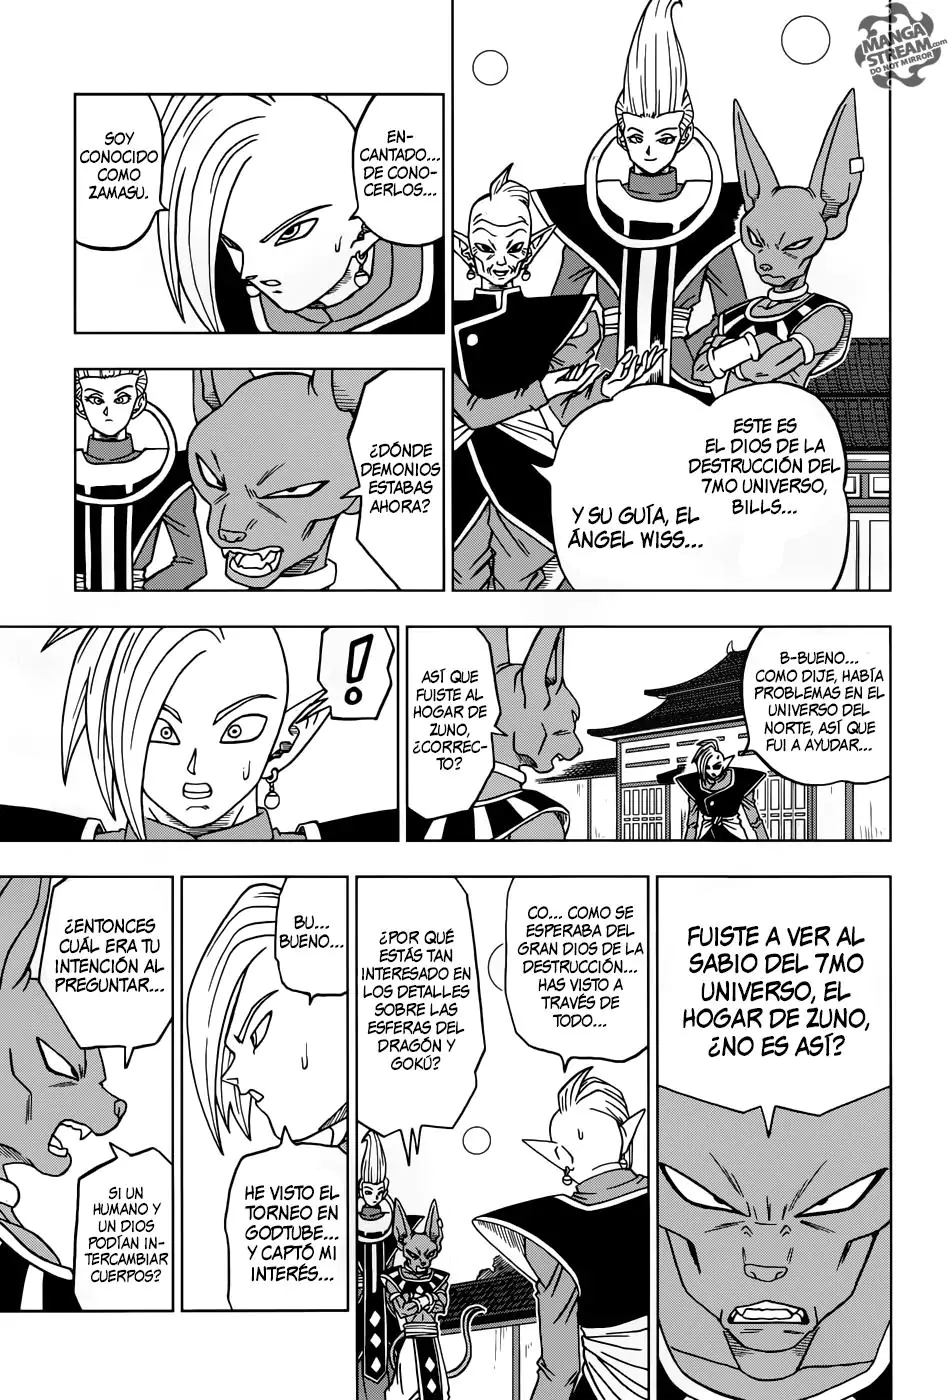 MANGA
STREAM.com
DO NOT MIRROR
ESTE ES
EL DIOS DE LA
DESTRUCCIÓN DEL
7MO UNIVERSO,
BILLS...
Y SU GUÍA, EL
ÁNGEL WISS...
EN-
CANTADO...
DE CONO-
CERLOS...
SOY
CONOCIDO
COMO
ZAMASU.
¿DÓNDE
DEMONIOS
ESTABAS
AHORA?
B-BUENO...
COMO DIJE, HABÍA
PROBLEMAS EN EL
UNIVERSO DEL
NORTE, ASÍ QUE
FUI A AYUDAR...
ASÍ QUE
FUISTE AL
HOGAR DE
ZUNO,
¿CORREC-
TO?
!
FUISTE A VER AL
SABIO DEL 7MO
UNIVERSO, EL
HOGAR DE ZUNO,
¿NO ES ASÍ?
CO... COMO SE
ESPERABA DEL
GRAN DIOS DE LA
DESTRUCCIÓN...
HAS VISTO A
TRAVÉS DE
TODO...
¿POR QUÉ
ESTÁS TAN
INTERESADO EN
LOS DETALLES
SOBRE LAS
ESFERAS DEL
DRAGÓN Y
GOKÚ?
BU...
BUENO...
HE VISTO EL
TORNEO EN
GODTUBE...
...Y CAPTÓ MI
INTERÉS...
¿ENTONCES
CUÁL ERA TU
INTENCIÓN AL
PREGUNTAR...
SI UN
HUMANO Y
UN DIOS
PODÍAN IN-
TERCAMBIAR
CUERPOS?